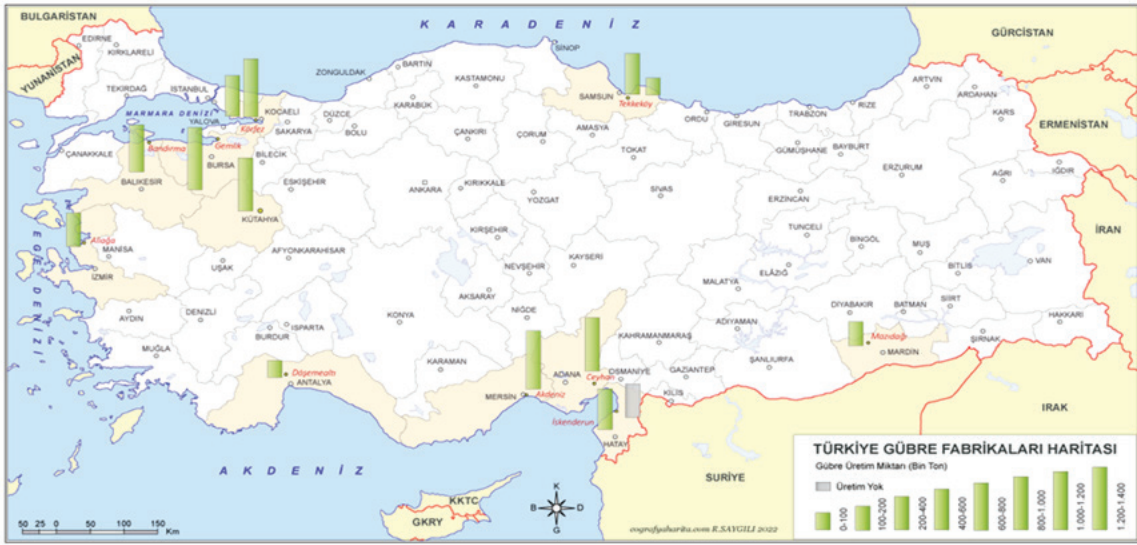 BULGARİSTAN
K A R A D E N İ Z
GÜRCİSTAN
YUNANİSTAN
EDİRNE
KIRKLARELİ
TEKİRDAĞ
İSTANBUL
MARMARA DENİZİ
YALOVA
KOCAELİ
Körfez
SAKARYA
DÜZCE
BOLU
ZONGULDAK
BARTIN
KARABÜK
KASTAMONU
SİNOP
SAMSUN
Tekkeköy
ORDU
GİRESUN
TRABZON
RİZE
ARTVİN
ARDAHAN
KARS
ERMENİSTAN
ÇANAKKALE
Bandırma
Gemlik
BURSA
BİLECİK
BALIKESİR
ESKİŞEHİR
KÜTAHYA
ANKARA
ÇANKIRI
KIRIKKALE
ÇORUM
AMASYA
TOKAT
YOZGAT
SİVAS
GÜMÜŞHANE
BAYBURT
ERZİNCAN
ERZURUM
AĞRI
IĞDIR
İRAN
E G E D E N İ Z İ
Aliağa
MANİSA
İZMİR
UŞAK
AFYONKARAHİSAR
KIRŞEHİR
NEVŞEHİR
KAYSERİ
AKSARAY
NİĞDE
MALATYA
ELÂZIĞ
TUNCELİ
BİNGÖL
MUŞ
BİTLİS
VAN
AYDIN
DENİZLİ
MUĞLA
BURDUR
ISPARTA
Döşemealtı
ANTALYA
KONYA
KARAMAN
MERSİN
Akdeniz
ADANA
Ceyhan
OSMANİYE
KAHRAMANMARAŞ
GAZİANTEP
KİLİS
ADIYAMAN
ŞANLIURFA
DİYABAKIR
BATMAN
SİİRT
Mazıdağı
MARDİN
ŞIRNAK
HAKKARİ
İskenderun
HATAY
A K D E N İ Z
KKTC
GKRY
SURİYE
IRAK
K
B
D
G
50 25 0 50 100 150
Km
cografyaharita.com R.SAYGILI 2022
TÜRKİYE GÜBRE FABRİKALARI HARİTASI
Gübre Üretim Miktarı (Bin Ton)
Üretim Yok
0-100
100-200
200-400
400-600
600-800
800-1.000
1.000-1.200
1.200-1.400